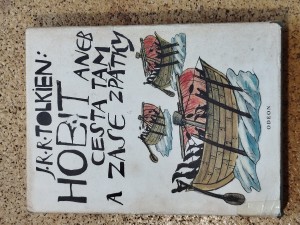 J.R.R.TOLKIEN:
HOBIT ANEB
CESTA TAM
A ZASE ZPÁTKY
ODEON